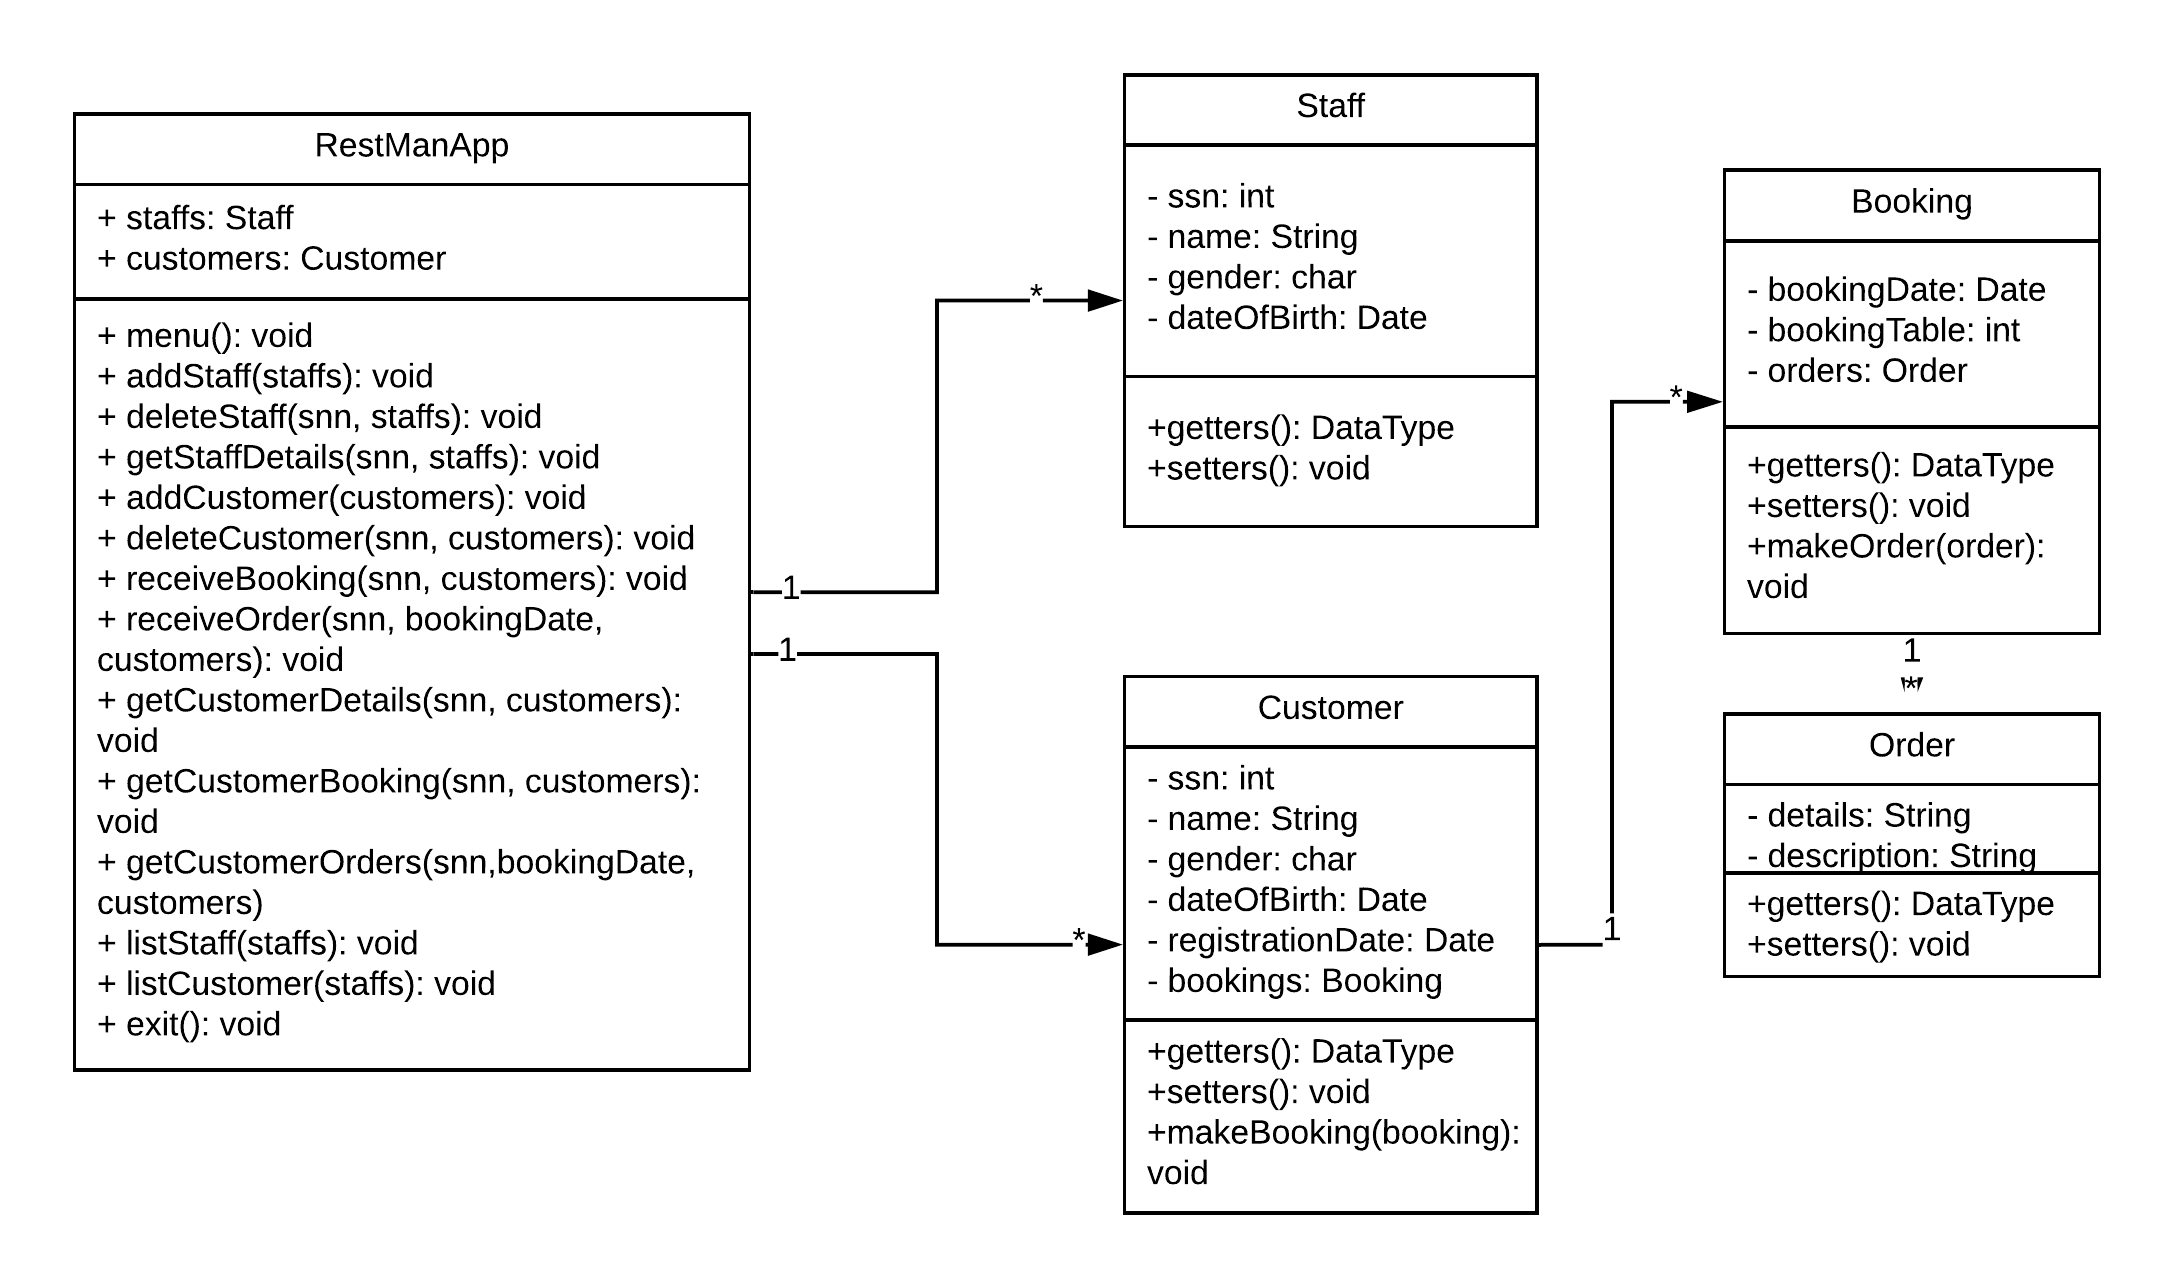 RestManApp
+ staffs: Staff
+ customers: Customer
+ menu(): void
+ addStaff(staffs): void
+ deleteStaff(snn, staffs): void
+ getStaffDetails(snn, staffs): void
+ addCustomer(customers): void
+ deleteCustomer(snn, customers): void
+ receiveBooking(snn, customers): void
+ receiveOrder(snn, bookingDate,
customers): void
+ getCustomerDetails(snn, customers):
void
+ getCustomerBooking(snn, customers):
void
+ getCustomerOrders(snn,bookingDate,
customers)
+ listStaff(staffs): void
+ listCustomer(staffs): void
+ exit(): void
1
*
1
*
Staff
- ssn: int
- name: String
- gender: char
- dateOfBirth: Date
+getters(): DataType
+setters(): void
Customer
- ssn: int
- name: String
- gender: char
- dateOfBirth: Date
- registrationDate: Date
- bookings: Booking
+getters(): DataType
+setters(): void
+makeBooking(booking):
void
1
*
Booking
- bookingDate: Date
- bookingTable: int
- orders: Order
+getters(): DataType
+setters(): void
+makeOrder(order):
void
1
*
Order
- details: String
- description: String
+getters(): DataType
+setters(): void